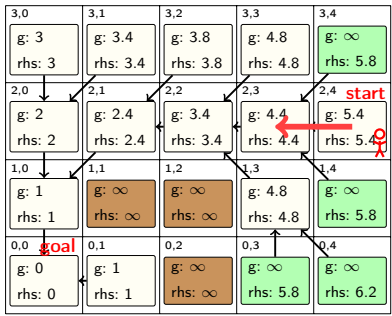 3,0 3,1 3,2 3,3 3,4
g: 3 g: 3.4 g: 3.8 g: 4.8 g: ∞
rhs: 3 rhs: 3.4 rhs: 3.8 rhs: 4.8 rhs: 5.8
2,0 2,1 2,2 2,3 2,4
start
g: 2 g: 2.4 g: 3.4 g: 4.4 g: 5.4
rhs: 2 rhs: 2.4 rhs: 3.4 rhs: 4.4 rhs: 5.4
1,0 1,1 1,2 1,3 1,4
g: 1 g: ∞ g: ∞ g: 4.8 g: ∞
rhs: 1 rhs: ∞ rhs: ∞ rhs: 4.8 rhs: 5.8
0,0 goal 0,1 0,2 0,3 0,4
g: 0 g: 1 g: ∞ g: ∞ g: ∞
rhs: 0 rhs: 1 rhs: ∞ rhs: 5.8 rhs: 6.2